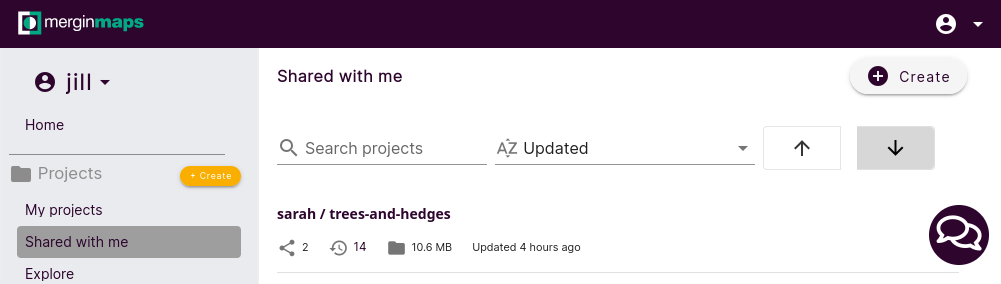 merginmaps
jill
Home
Projects
+ Create
My projects
Shared with me
Explore
Shared with me
Create
Search projects
AZ Updated
sarah / trees-and-hedges
2 14 10.6 MB Updated 4 hours ago